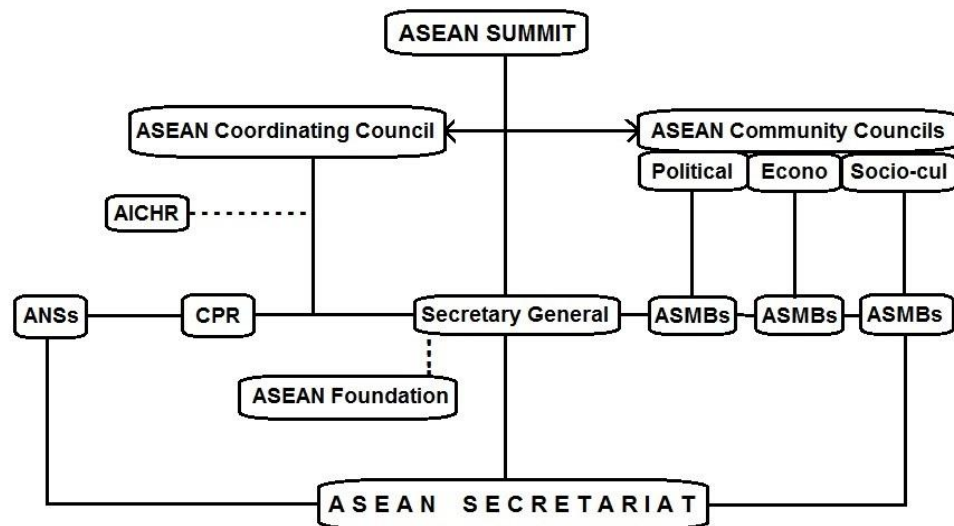 ASEAN SUMMIT
ASEAN Coordinating Council
ASEAN Community Councils
Political
Econo
Socio-cul
AICHR
ANSs
CPR
Secretary General
ASMBs
ASMBs
ASMBs
ASEAN Foundation
ASEAN SECRETARIAT